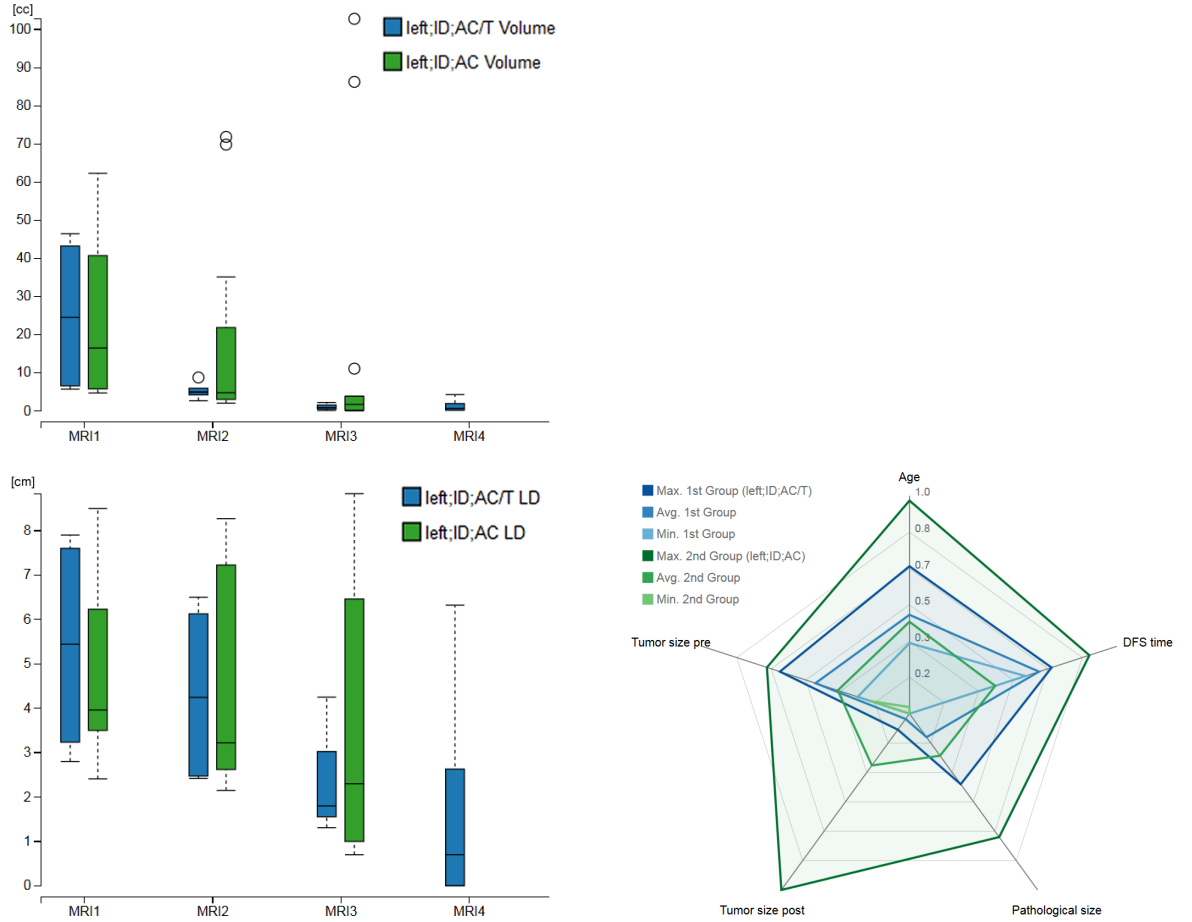 [cc]
100
90
80
70
60
50
40
30
20
10
0
left;ID;AC/T Volume
left;ID;AC Volume
MRI1 MRI2 MRI3 MRI4
[cm]
8
7
6
5
4
3
2
1
0
left;ID;AC/T LD
left;ID;AC LD
MRI1 MRI2 MRI3 MRI4
Age
Max. 1st Group (left;ID;AC/T)
Avg. 1st Group
Min. 1st Group
Max. 2nd Group (left;ID;AC)
Avg. 2nd Group
Min. 2nd Group
1.0
0.8
0.7
0.5
0.3
0.2
Tumor size pre
DFS time
Tumor size post
Pathological size